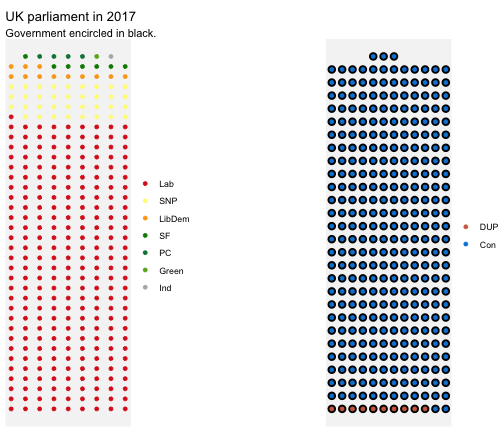 UK parliament in 2017
Government encircled in black.
Lab
SNP
LibDem
SF
PC
Green
Ind
DUP
Con